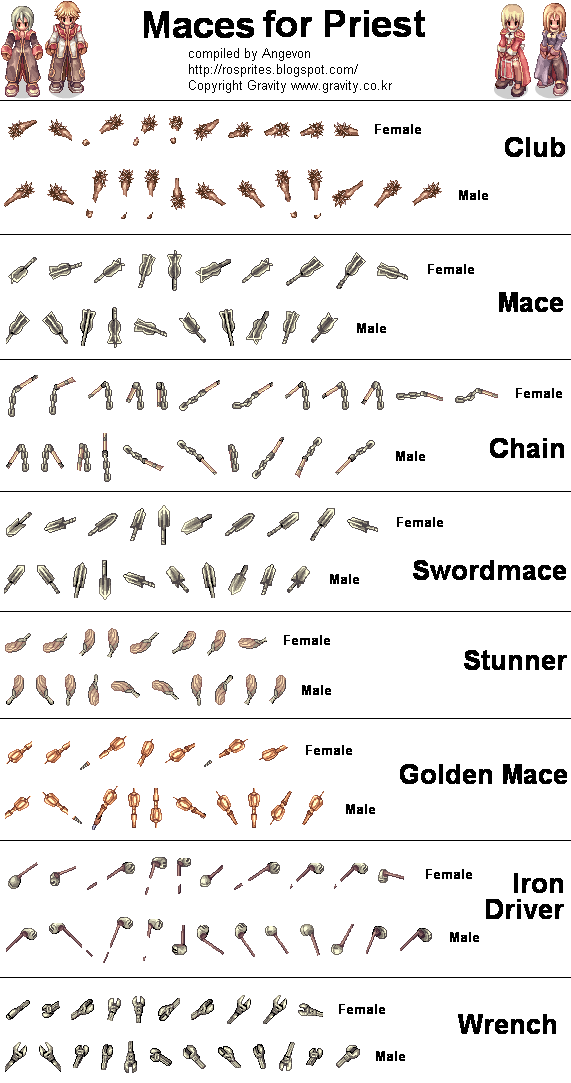 Maces for Priest
compiled by Angevon
http://rosprites.blogspot.com/
Copyright Gravity www.gravity.co.kr
Female
Club
Male
Female
Mace
Male
Female
Chain
Male
Female
Swordmace
Male
Female
Stunner
Male
Female
Golden Mace
Male
Female
Iron
Driver
Male
Female
Wrench
Male